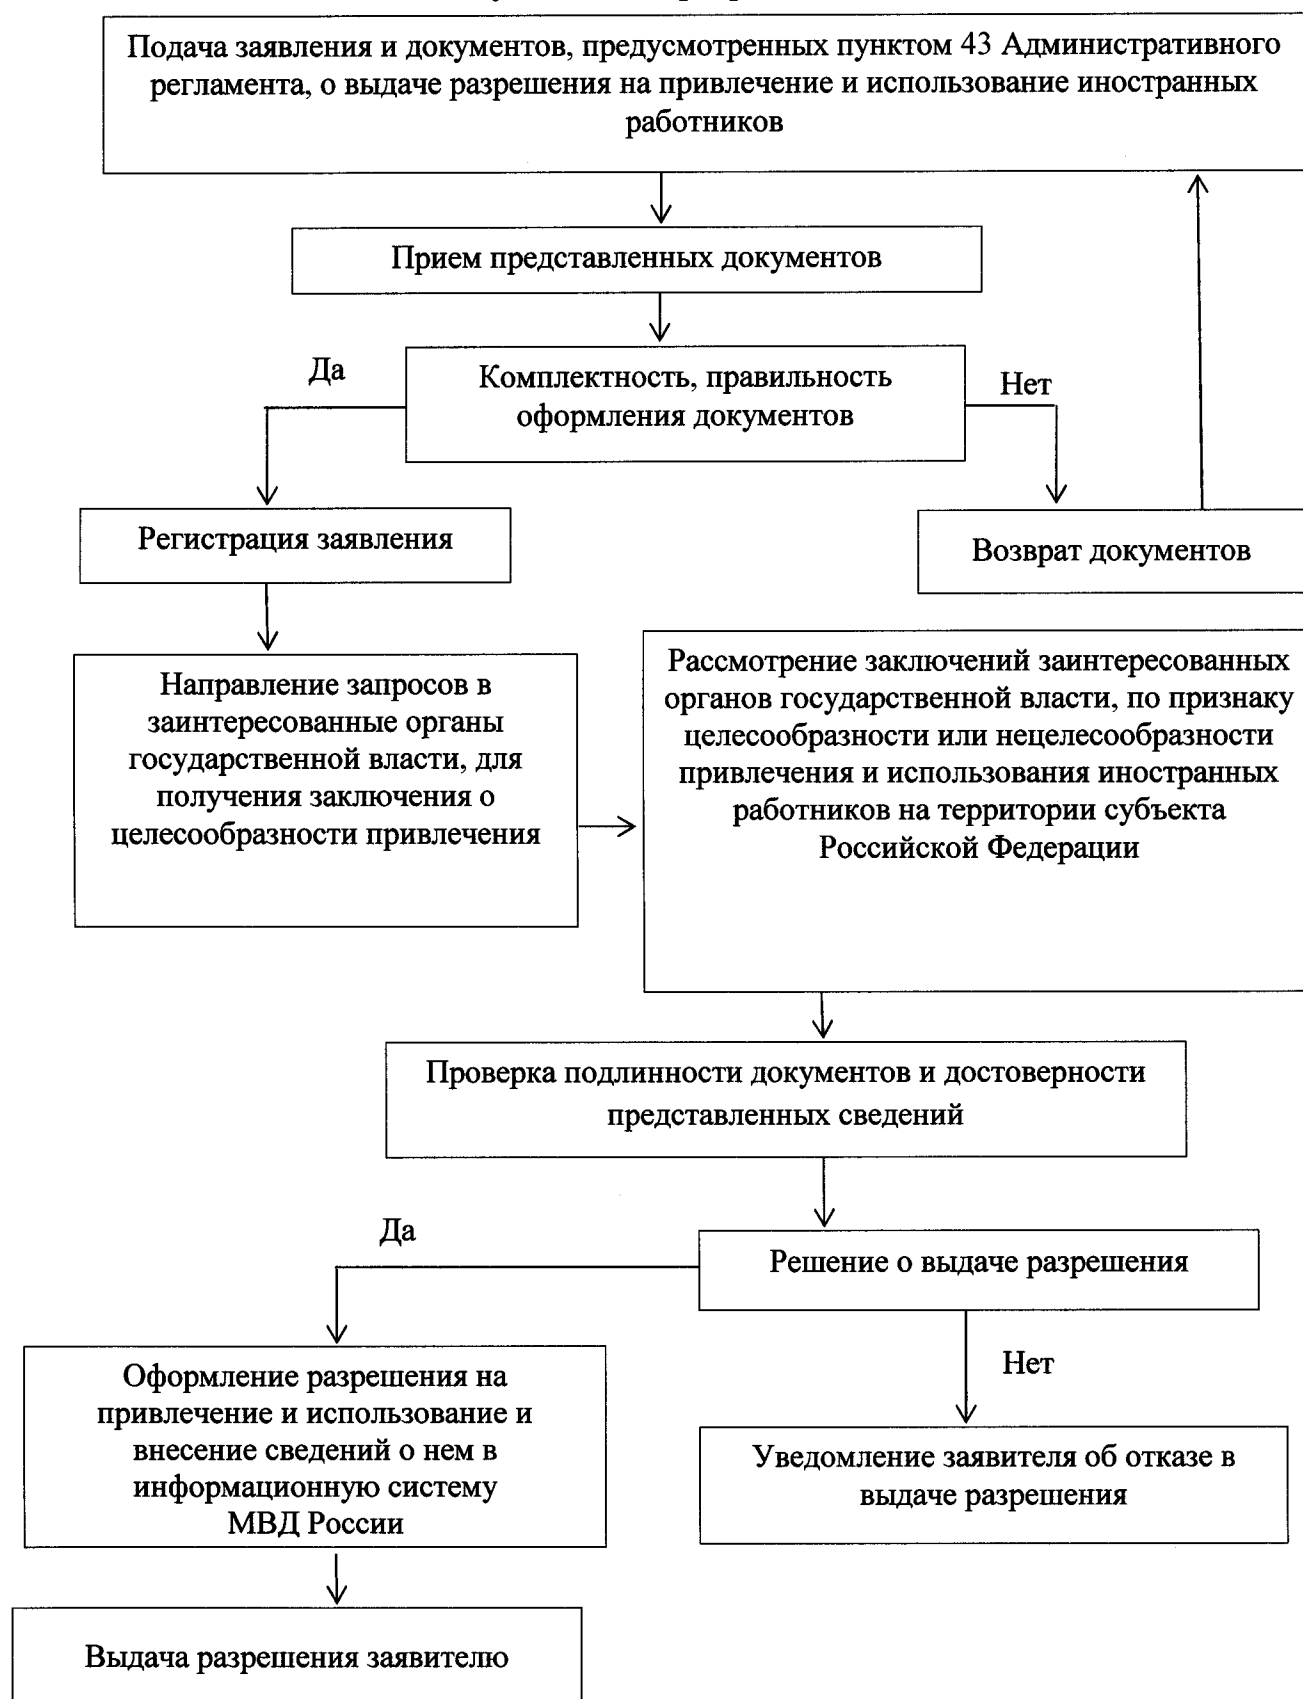 Подача заявления и документов, предусмотренных пунктом 43 Административного
регламента, о выдаче разрешения на привлечение и использование иностранных
работников
Прием представленных документов
Да
Комплектность, правильность
оформления документов
Нет
Регистрация заявления
Возврат документов
Направление запросов в
заинтересованные органы
государственной власти, для
получения заключения о
целесообразности привлечения
Рассмотрение заключений заинтересованных
органов государственной власти, по признаку
целесообразности или нецелесообразности
привлечения и использования иностранных
работников на территории субъекта
Российской Федерации
Проверка подлинности документов и достоверности
представленных сведений
Да
Решение о выдаче разрешения
Нет
Оформление разрешения на
привлечение и использование и
внесение сведений о нем в
информационную систему
МВД России
Уведомление заявителя об отказе в
выдаче разрешения
Выдача разрешения заявителю